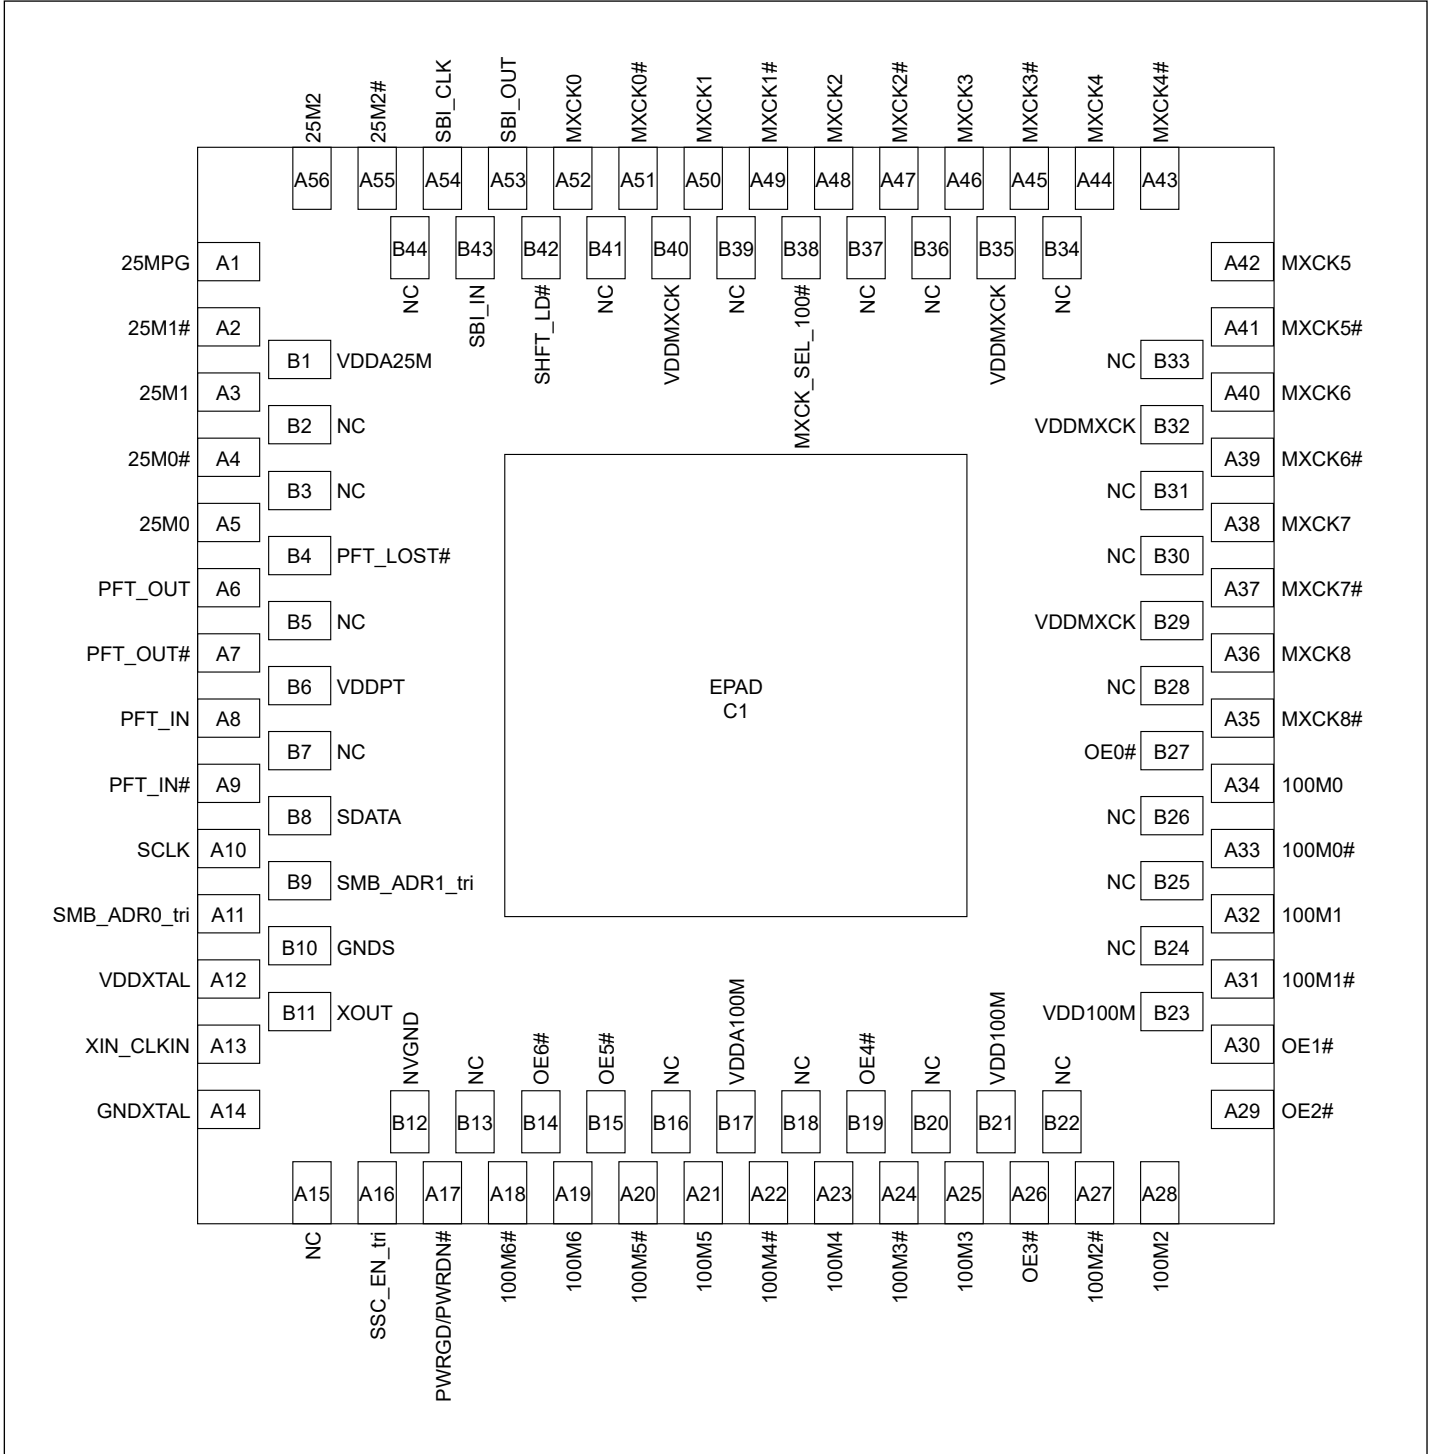 25M2
25M2#
SBI_CLK
SBI_OUT
MXCK0
MXCK0#
MXCK1
MXCK1#
MXCK2
MXCK2#
MXCK3
MXCK3#
MXCK4
MXCK4#
A56
A55
A54
A53
A52
A51
A50
A49
A48
A47
A46
A45
A44
A43
B44
B43
B42
B41
B40
B39
B38
B37
B36
B35
B34
NC
SBI_IN
SHFT_LD#
NC
VDDMXCK
NC
MXCK_SEL_100#
NC
NC
VDDMXCK
NC
25MPG A1
25M1# A2
B1 VDDA25M
25M1 A3
B2 NC
25M0# A4
B3 NC
25M0 A5
B4 PFT_LOST#
PFT_OUT A6
B5 NC
PFT_OUT# A7
B6 VDDPT
PFT_IN A8
B7 NC
PFT_IN# A9
B8 SDATA
SCLK A10
B9 SMB_ADR1_tri
SMB_ADR0_tri A11
B10 GNDS
VDDXTAL A12
B11 XOUT
XIN_CLKIN A13
GNDXTAL A14
EPAD
C1
A42 MXCK5
A41 MXCK5#
NC B33
A40 MXCK6
VDDMXCK B32
A39 MXCK6#
NC B31
A38 MXCK7
NC B30
A37 MXCK7#
VDDMXCK B29
A36 MXCK8
NC B28
A35 MXCK8#
OE0# B27
A34 100M0
NC B26
A33 100M0#
NC B25
A32 100M1
NC B24
A31 100M1#
VDD100M B23
A30 OE1#
A29 OE2#
NVGND
NC
OE6#
OE5#
NC
VDDA100M
NC
OE4#
NC
VDD100M
NC
B12
B13
B14
B15
B16
B17
B18
B19
B20
B21
B22
A15
A16
A17
A18
A19
A20
A21
A22
A23
A24
A25
A26
A27
A28
NC
SSC_EN_tri
PWRGD/PWRDN#
100M6#
100M6
100M5#
100M5
100M4#
100M4
100M3#
100M3
OE3#
100M2#
100M2